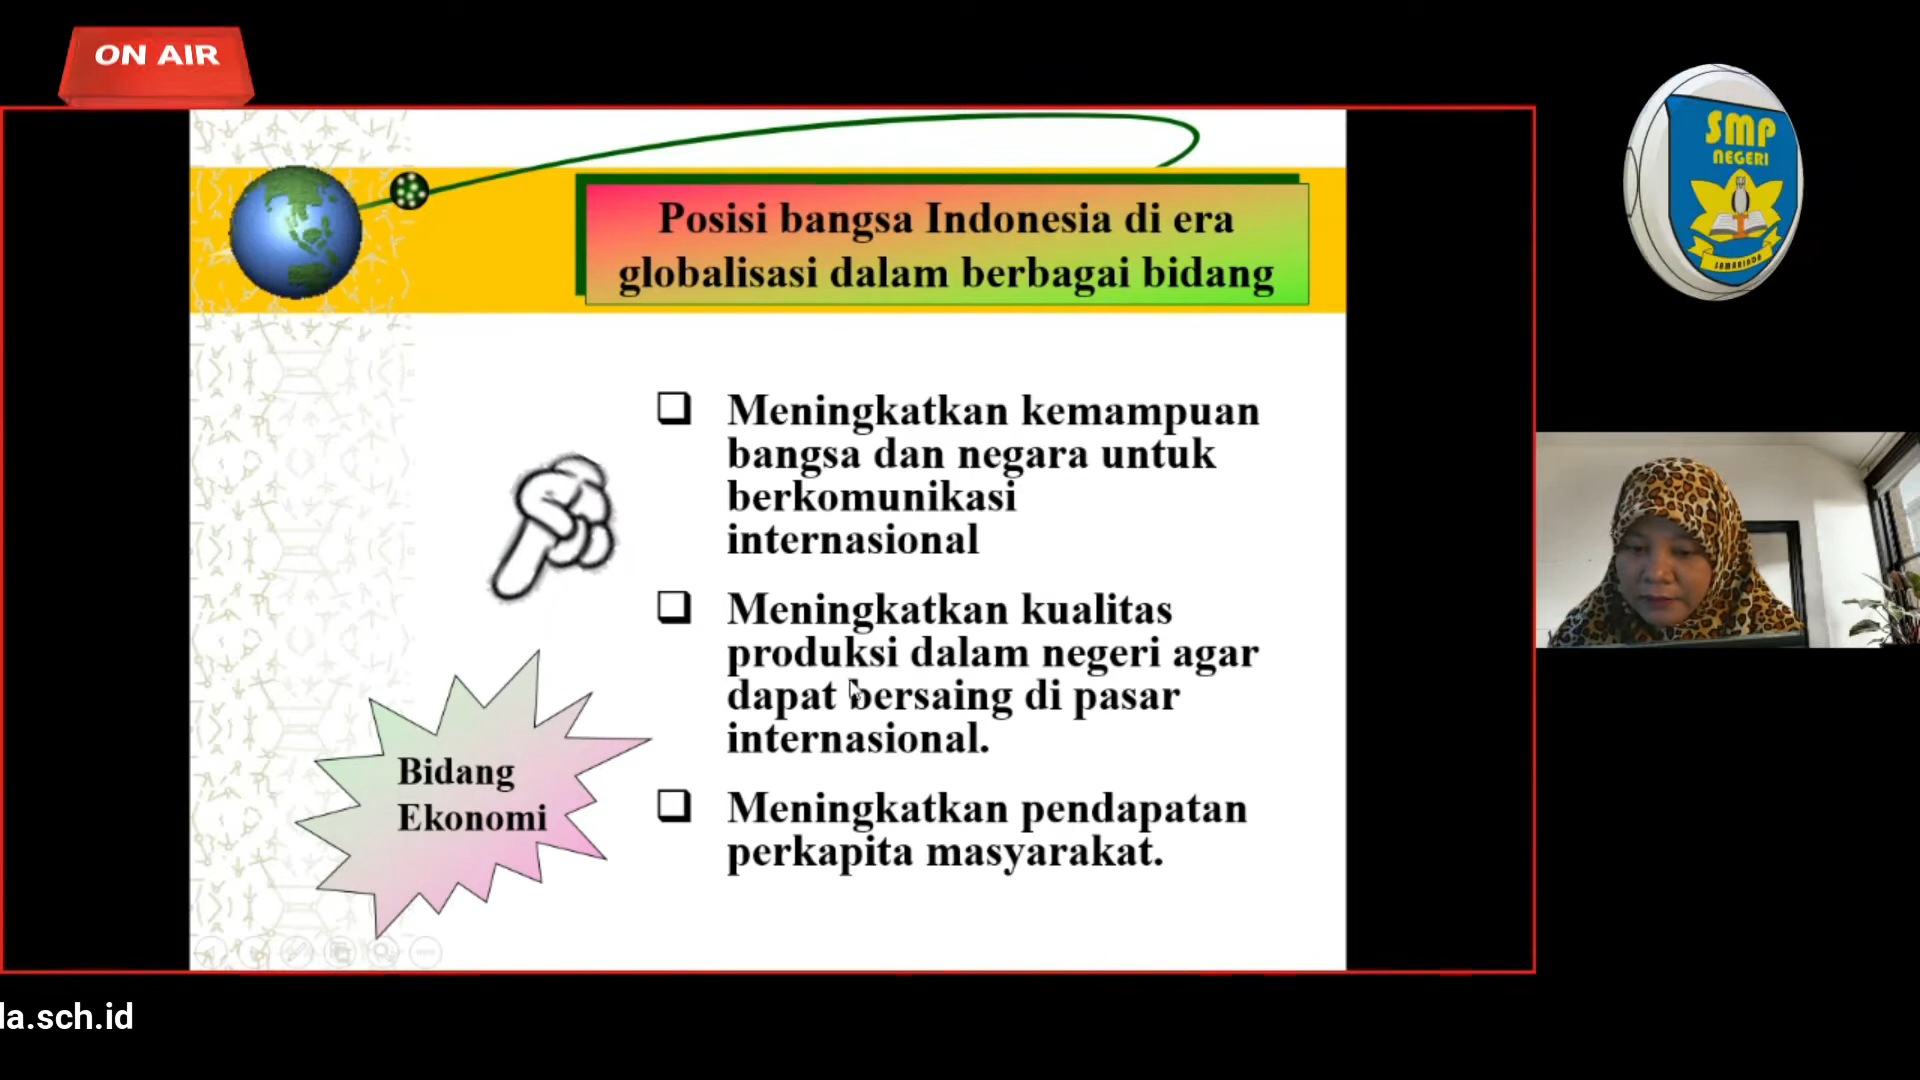 ON AIR
SMP
NEGERI
SAMARINDA
Posisi bangsa Indonesia di era
globalisasi dalam berbagai bidang
Meningkatkan kemampuan
bangsa dan negara untuk
berkomunikasi
internasional
Meningkatkan kualitas
produksi dalam negeri agar
dapat bersaing di pasar
internasional.
Meningkatkan pendapatan
perkapita masyarakat.
Bidang
Ekonomi
la.sch.id